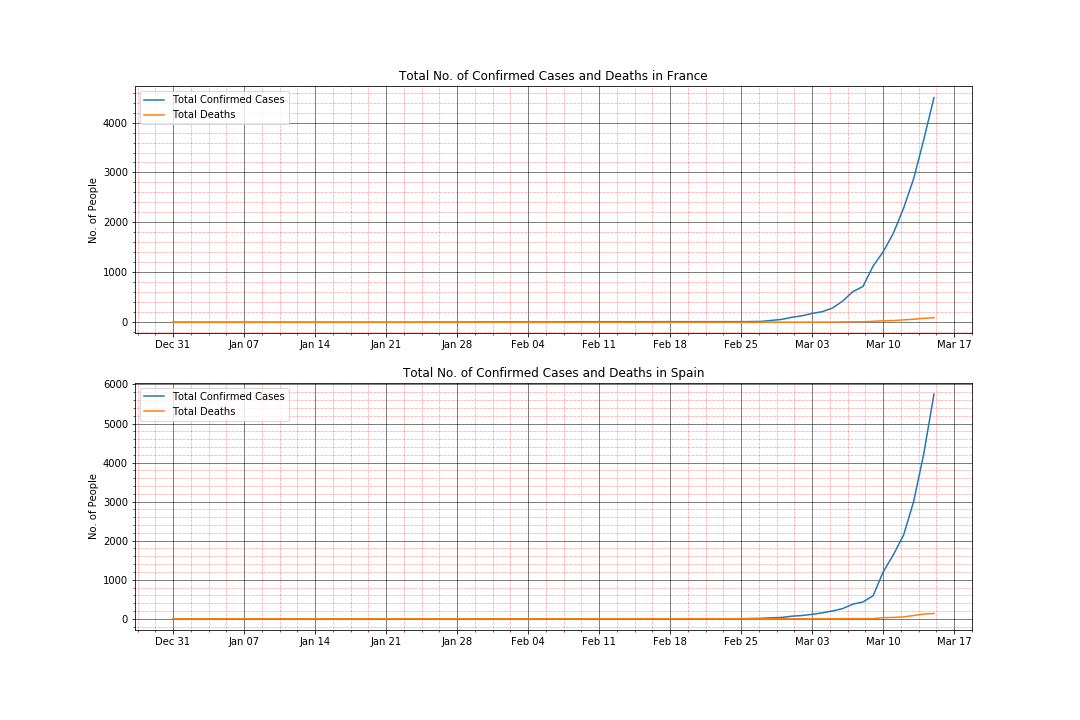 Total No. of Confirmed Cases and Deaths in France
Total Confirmed Cases
Total Deaths
No. of People
4000
3000
2000
1000
0
Dec 31 Jan 07 Jan 14 Jan 21 Jan 28 Feb 04 Feb 11 Feb 18 Feb 25 Mar 03 Mar 10 Mar 17
Total No. of Confirmed Cases and Deaths in Spain
Total Confirmed Cases
Total Deaths
No. of People
6000
5000
4000
3000
2000
1000
0
Dec 31 Jan 07 Jan 14 Jan 21 Jan 28 Feb 04 Feb 11 Feb 18 Feb 25 Mar 03 Mar 10 Mar 17